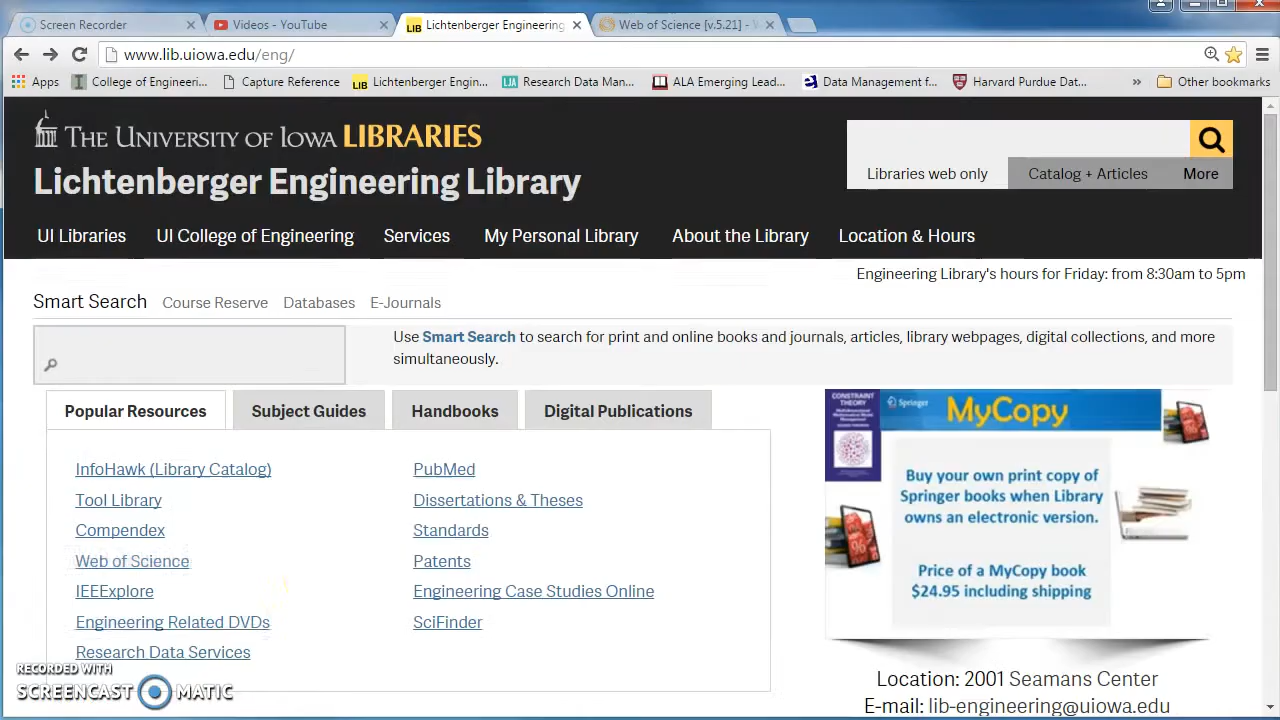 Screen Recorder
Videos - YouTube
Lichtenberger Engineering
Web of Science [v.5.21] -
www.lib.uiowa.edu/eng/
Apps
College of Engineeri...
Capture Reference
Lichtenberger Engin...
Research Data Man...
ALA Emerging Lead...
Data Management f...
Harvard Purdue Dat...
»
Other bookmarks
THE UNIVERSITY OF IOWA LIBRARIES
Lichtenberger Engineering Library
Libraries web only
Catalog + Articles
More
UI Libraries
UI College of Engineering
Services
My Personal Library
About the Library
Location & Hours
Engineering Library's hours for Friday: from 8:30am to 5pm
Smart Search
Course Reserve
Databases
E-Journals
Use Smart Search to search for print and online books and journals, articles, library webpages, digital collections, and more
simultaneously.
Popular Resources
Subject Guides
Handbooks
Digital Publications
InfoHawk (Library Catalog)
Tool Library
Compendex
Web of Science
IEEExplore
Engineering Related DVDs
Research Data Services
PubMed
Dissertations & Theses
Standards
Patents
Engineering Case Studies Online
SciFinder
CONSTRAINT
THEORY
Springer
MyCopy
Buy your own print copy of
Springer books when Library
owns an electronic version.
Price of a MyCopy book
$24.95 including shipping
Location: 2001 Seamans Center
E-mail: lib-engineering@uiowa.edu
RECORDED WITH
SCREENCAST MATIC